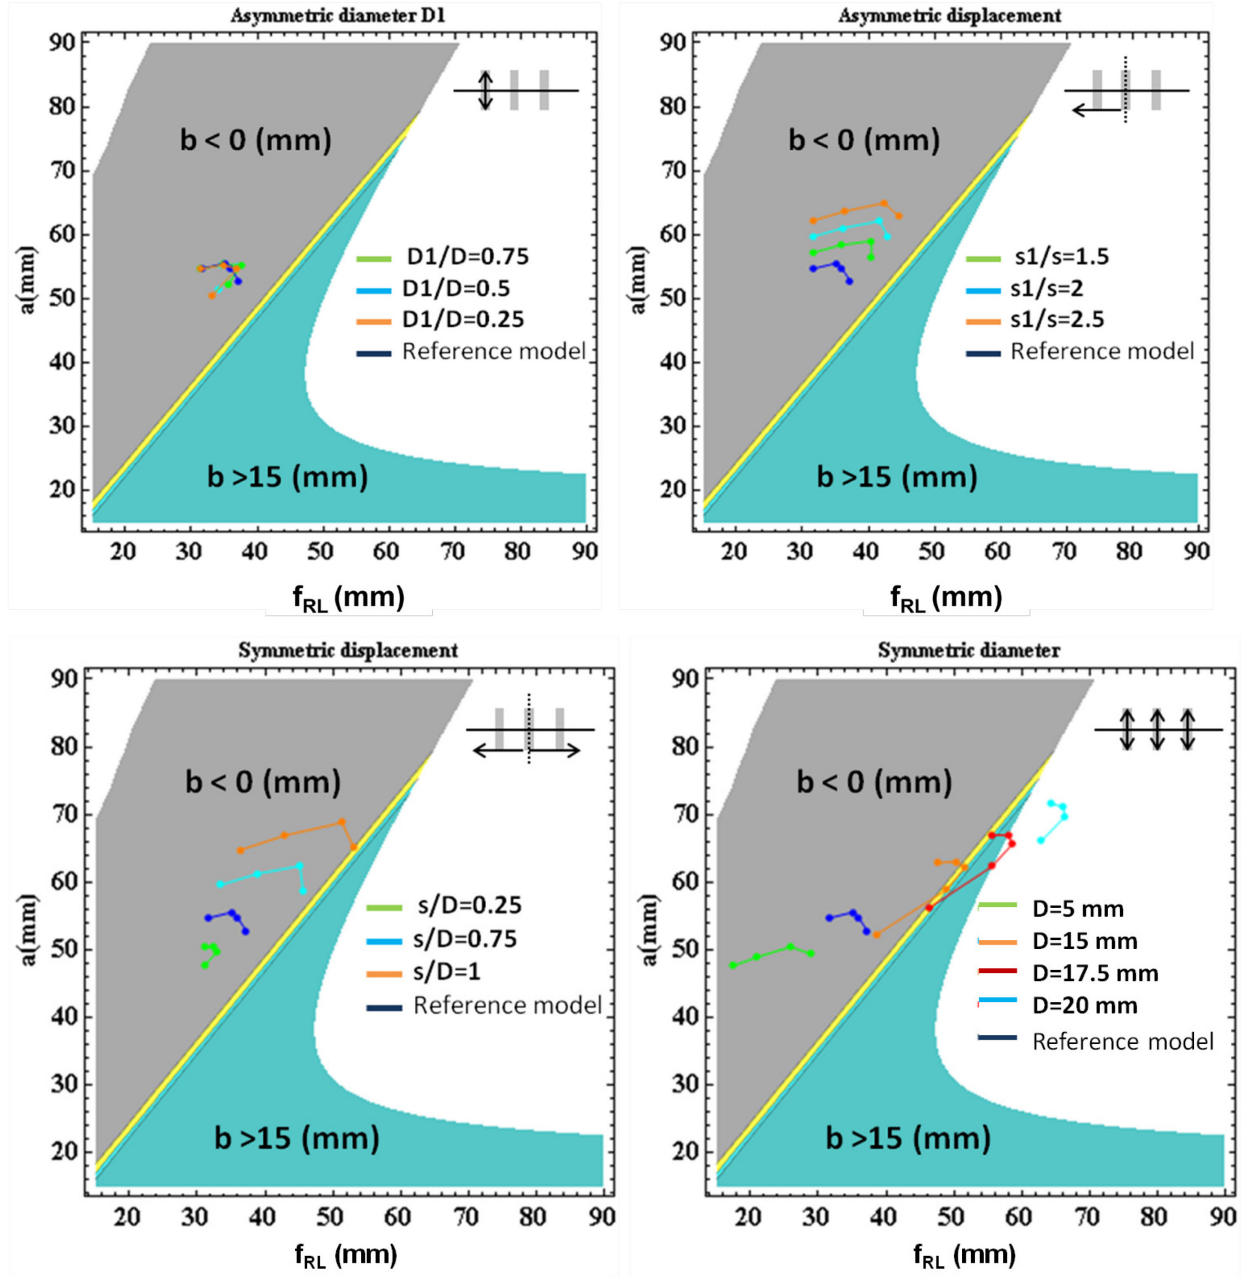 Asymmetric diameter D1
90
80
70
60
50
40
30
20
a(mm)
b < 0 (mm)
D1/D=0.75
D1/D=0.5
D1/D=0.25
Reference model
b >15 (mm)
20 30 40 50 60 70 80 90
fRL (mm)
Asymmetric displacement
90
80
70
60
50
40
30
20
a(mm)
b < 0 (mm)
s1/s=1.5
s1/s=2
s1/s=2.5
Reference model
b >15 (mm)
20 30 40 50 60 70 80 90
fRL (mm)
Symmetric displacement
90
80
70
60
50
40
30
20
a(mm)
b < 0 (mm)
s/D=0.25
s/D=0.75
s/D=1
Reference model
b >15 (mm)
20 30 40 50 60 70 80 90
fRL (mm)
Symmetric diameter
90
80
70
60
50
40
30
20
a(mm)
b < 0 (mm)
D=5 mm
D=15 mm
D=17.5 mm
D=20 mm
Reference model
b >15 (mm)
20 30 40 50 60 70 80 90
fRL (mm)